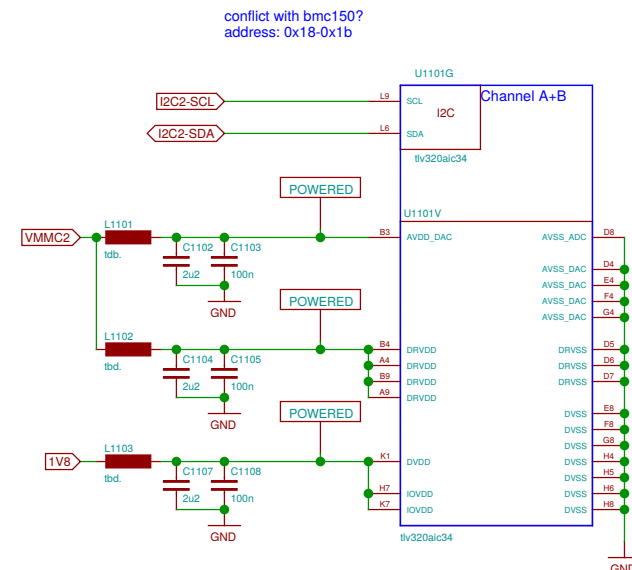 conflict with bmc150?
address: 0x18-0x1b
U1101G
I2C2-SCL
L9
SCL
Channel A+B
I2C
I2C2-SDA
L6
SDA
tlv320aic34
POWERED
U1101V
L1101
VMMC2
B3
AVDD_DAC
AVSS_ADC
D8
tdb.
C1102
C1103
2u2
100n
AVSS_DAC
D4
AVSS_DAC
E4
AVSS_DAC
F4
AVSS_DAC
G4
GND
POWERED
L1102
B4
DRVDD
DRVSS
D5
tbd.
C1104
C1105
A4
DRVDD
DRVSS
D6
2u2
100n
B9
DRVDD
DRVSS
D7
A9
DRVDD
GND
POWERED
DVSS
E8
DVSS
F8
DVSS
G8
L1103
1V8
K1
DVDD
DVSS
H4
tbd.
C1107
C1108
DVSS
H5
2u2
100n
H7
IOVDD
DVSS
H6
K7
IOVDD
DVSS
H8
GND
tlv320aic34
GND